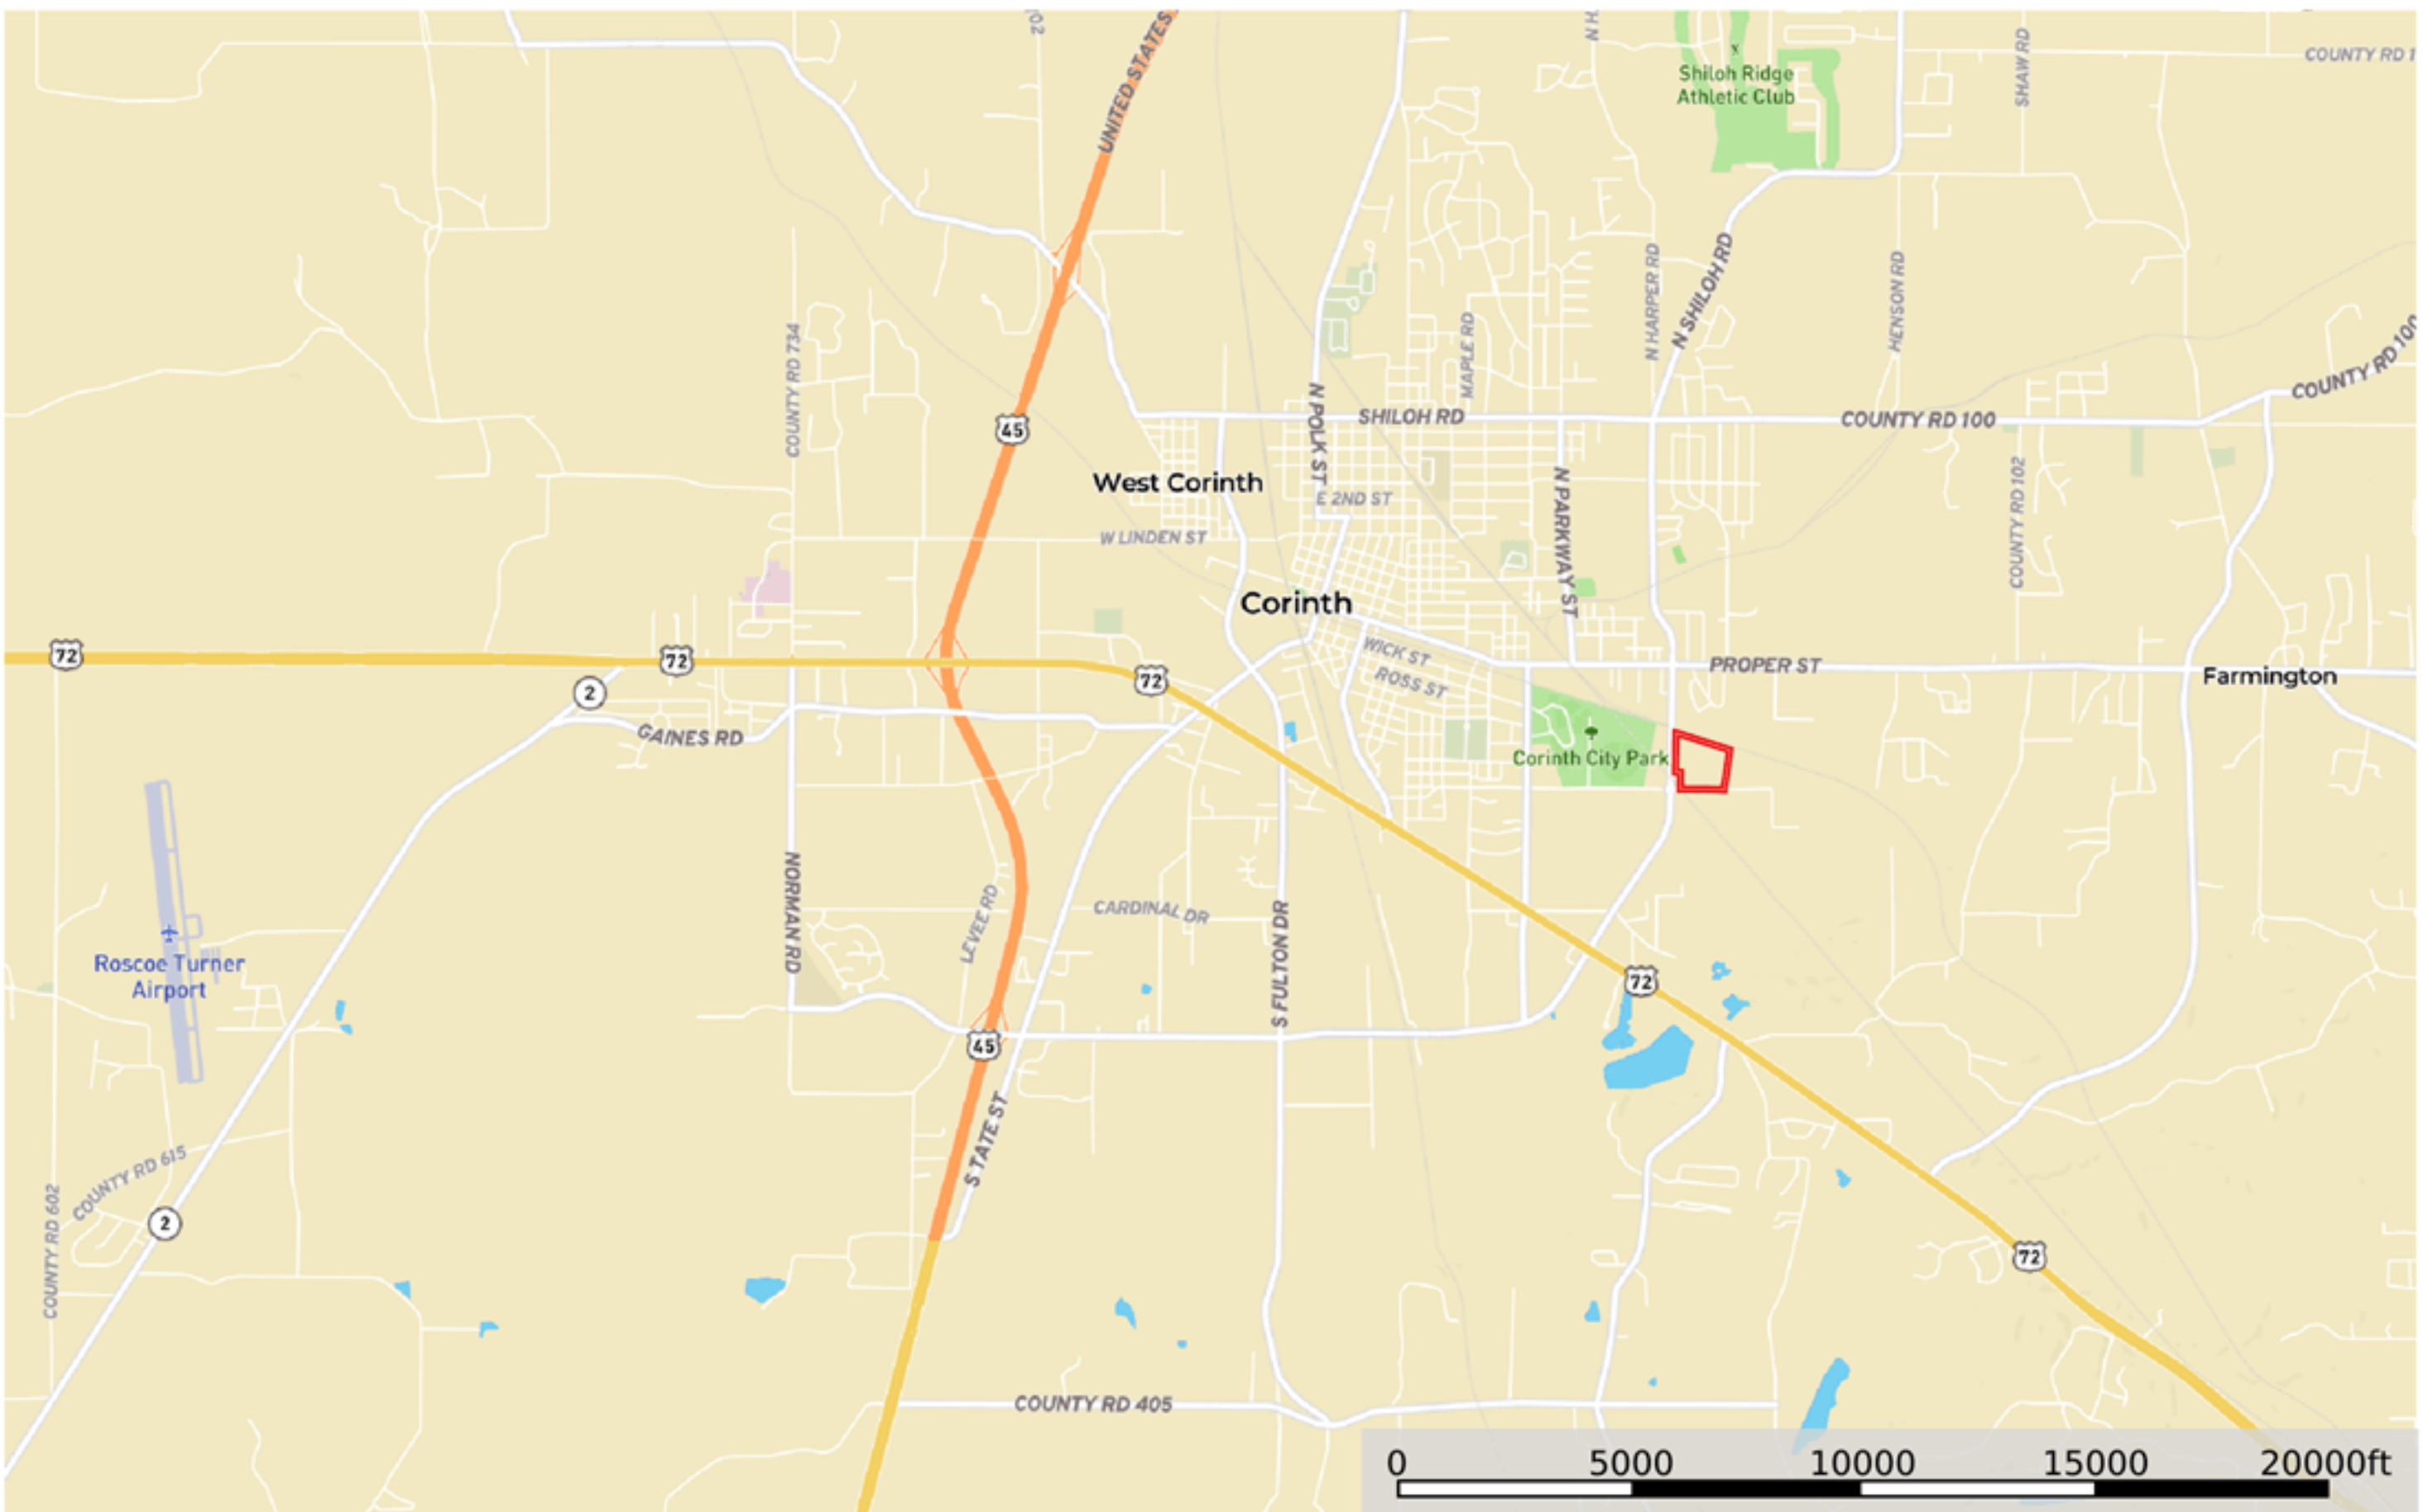 02
UNITED STATES
N H
Shiloh Ridge
Athletic Club
SHAW RD
COUNTY RD 1
COUNTY RD 734
N HARPER RD
N SHILOH RD
HENSON RD
MAPLE RD
COUNTY RD 100
45
N POLK ST
SHILOH RD
COUNTY RD 100
West Corinth
E 2ND ST
N PARKWAY ST
COUNTY RD 102
W LINDEN ST
Corinth
72
72
72
WICK ST
ROSS ST
PROPER ST
Farmington
2
GAINES RD
Corinth City Park
NORMAN RD
LEVEE RD
CARDINAL DR
S FULTON DR
Roscoe Turner
Airport
72
45
S TATE ST
COUNTY RD 615
COUNTY RD 602
2
72
COUNTY RD 405
0 5000 10000 15000 20000ft